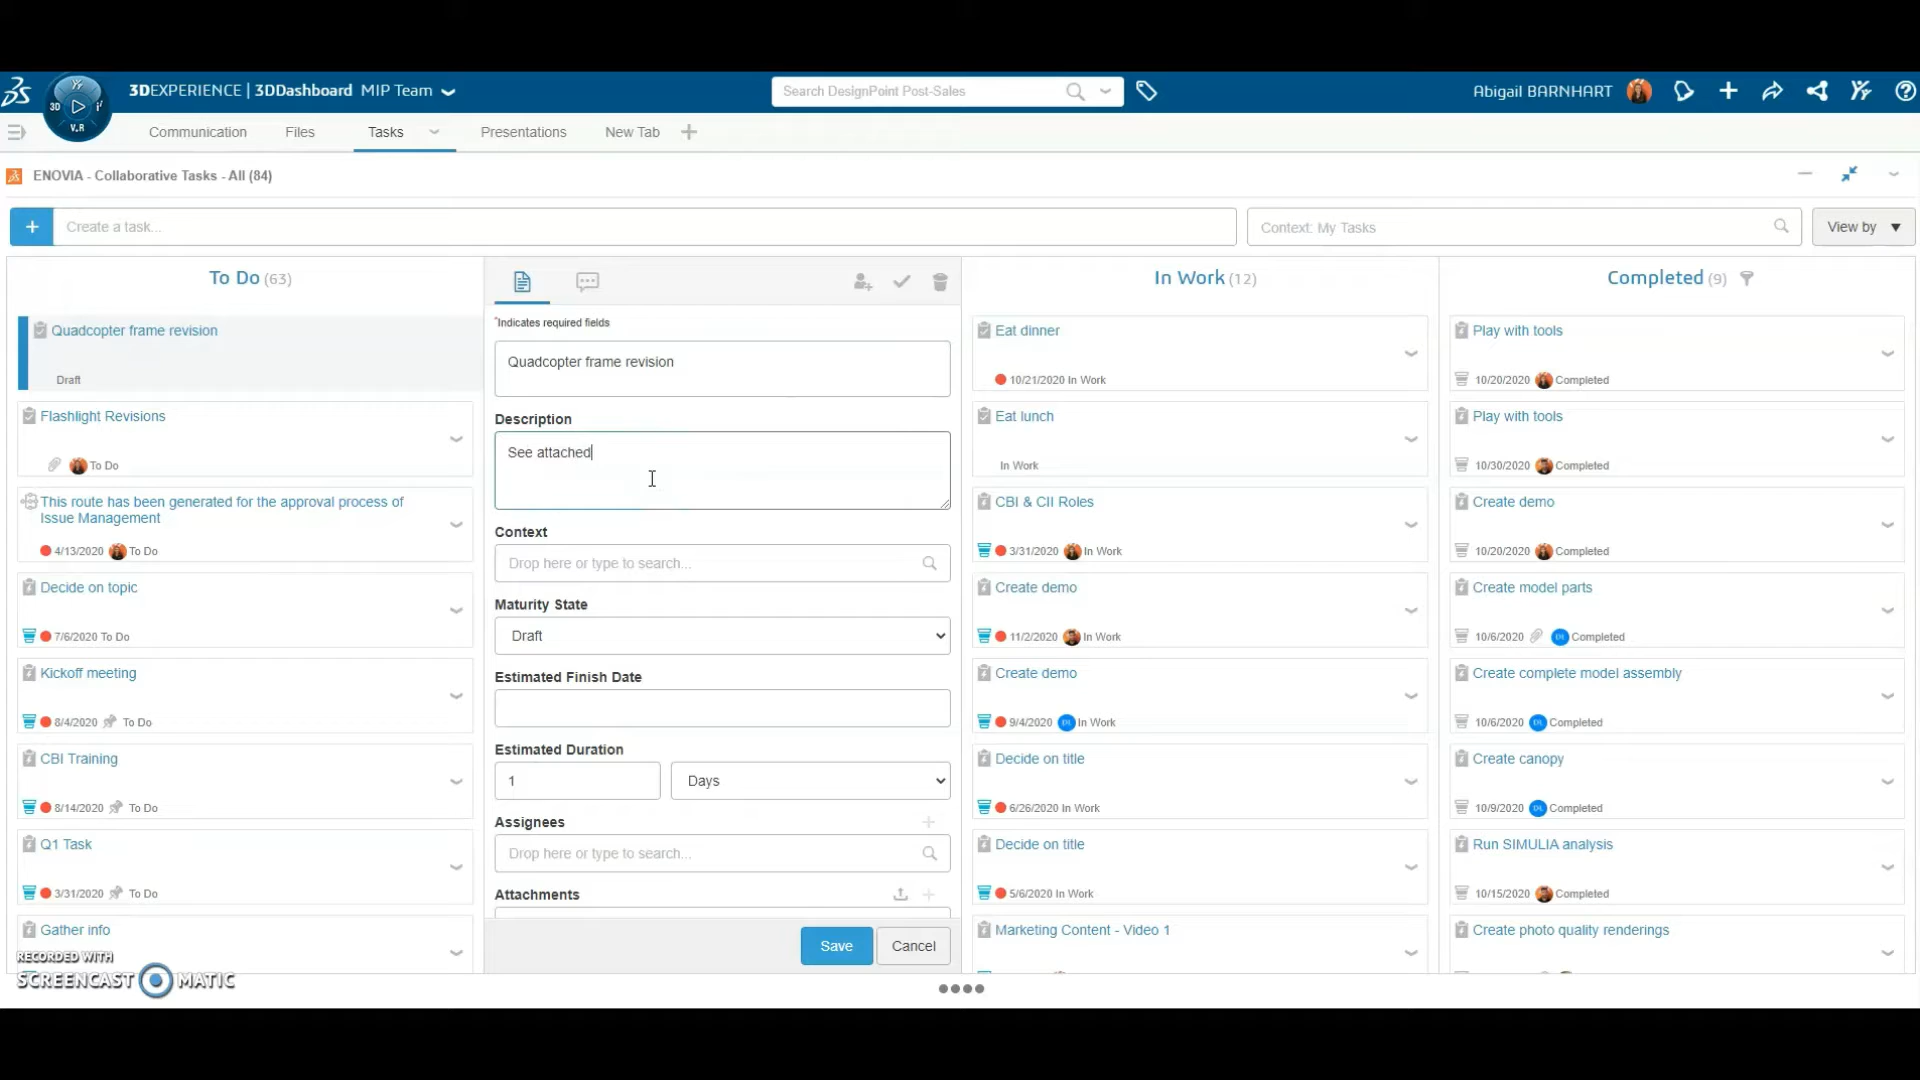 3DEXPERIENCE | 3DDashboard MIP Team
Search DesignPoint Post-Sales
Abigail BARNHART
3D
V.R
Communication
Files
Tasks
Presentations
New Tab
ENOVIA - Collaborative Tasks - All (84)
Create a task...
Context: My Tasks
View by
To Do (63)
Quadcopter frame revision
Draft
Flashlight Revisions
To Do
This route has been generated for the approval process of
Issue Management
4/13/2020 To Do
Decide on topic
7/6/2020 To Do
Kickoff meeting
8/4/2020 To Do
CBI Training
8/14/2020 To Do
Q1 Task
3/31/2020 To Do
Gather info
*Indicates required fields
Quadcopter frame revision
Description
See attached
Context
Drop here or type to search...
Maturity State
Draft
Estimated Finish Date
Estimated Duration
1 Days
Assignees
Drop here or type to search...
Attachments
Save Cancel
In Work (12)
Eat dinner
10/21/2020 In Work
Eat lunch
In Work
CBI & CII Roles
3/31/2020 In Work
Create demo
11/2/2020 In Work
Create demo
9/4/2020 DL In Work
Decide on title
6/26/2020 In Work
Decide on title
5/6/2020 In Work
Marketing Content - Video 1
Completed (9)
Play with tools
10/20/2020 Completed
Play with tools
10/30/2020 Completed
Create demo
10/20/2020 Completed
Create model parts
10/6/2020 DL Completed
Create complete model assembly
10/6/2020 DL Completed
Create canopy
10/9/2020 DL Completed
Run SIMULIA analysis
10/15/2020 Completed
Create photo quality renderings
RECORDED WITH
SCREENCAST MATIC